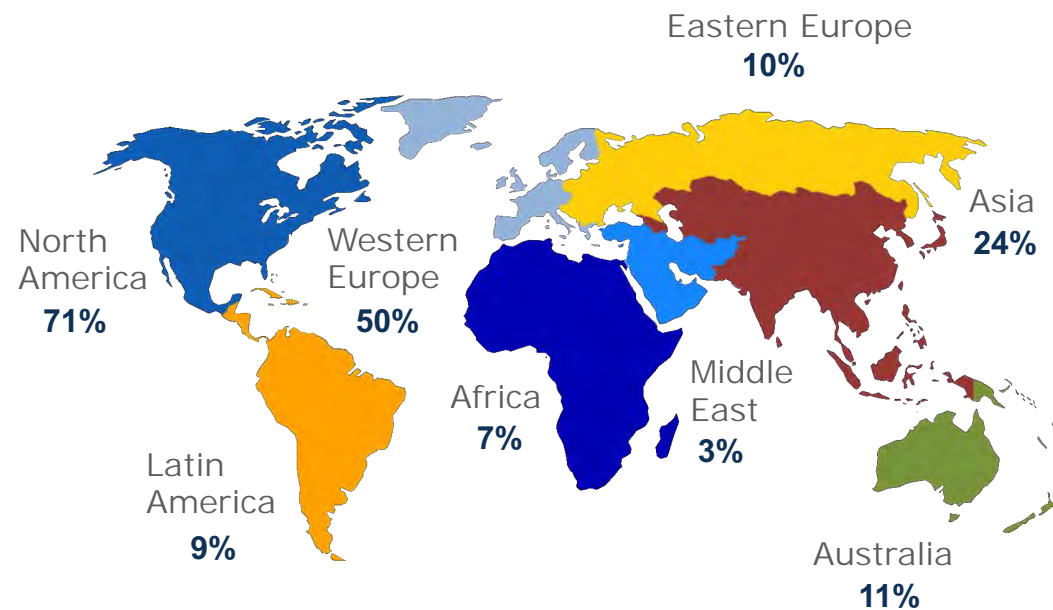 Eastern Europe
10%
Asia
24%
North
America
71%
Western
Europe
50%
Middle
East
3%
Africa
7%
Latin
America
9%
Australia
11%